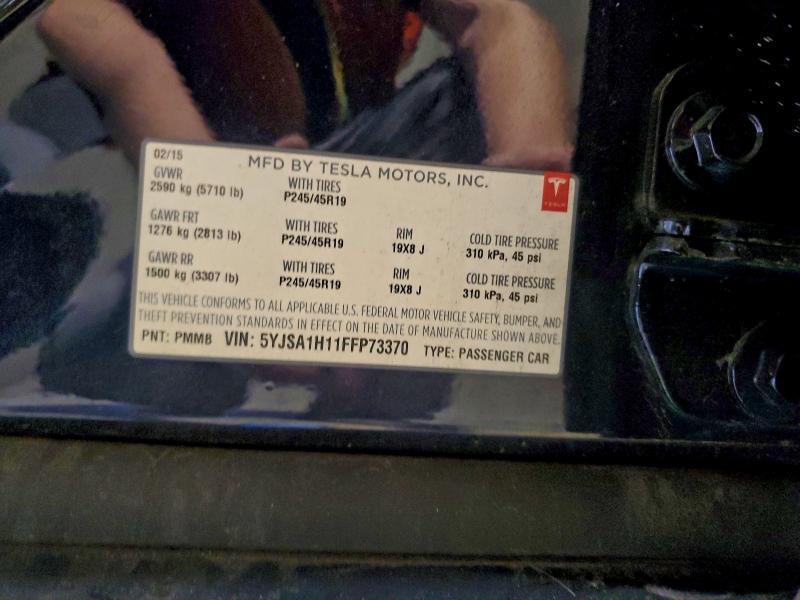 02/15
MFD BY TESLA MOTORS, INC.
GVWR WITH TIRES
2590 kg (5710 lb) P245/45R19
TESLA
GAWR FRT WITH TIRES RIM COLD TIRE PRESSURE
1276 kg (2813 lb) P245/45R19 19X8 J 310 kPa, 45 psi
GAWR RR WITH TIRES RIM COLD TIRE PRESSURE
1500 kg (3307 lb) P245/45R19 19X8 J 310 kPa, 45 psi
THIS VEHICLE CONFORMS TO ALL APPLICABLE U.S. FEDERAL MOTOR VEHICLE SAFETY, BUMPER, AND
THEFT PREVENTION STANDARDS IN EFFECT ON THE DATE OF MANUFACTURE SHOWN ABOVE.
PNT: PMMB VIN: 5YJSA1H11FFP73370 TYPE: PASSENGER CAR